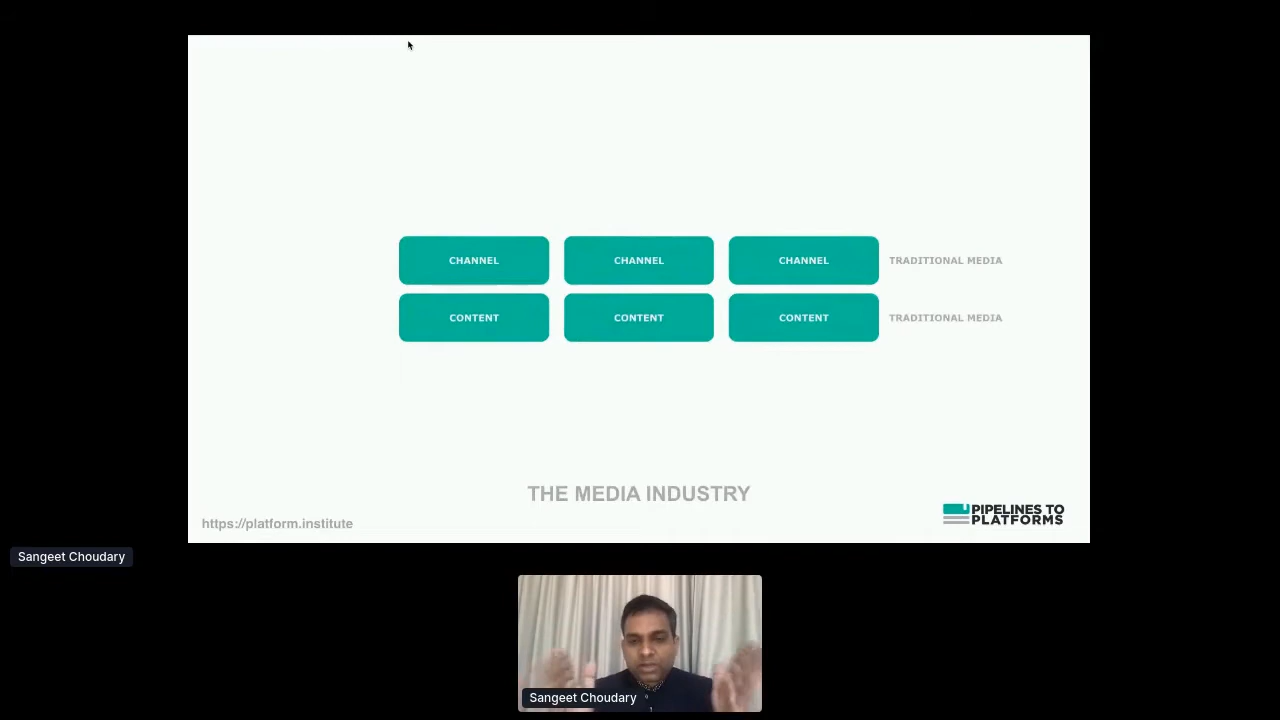 CHANNEL CHANNEL CHANNEL TRADITIONAL MEDIA
CONTENT CONTENT CONTENT TRADITIONAL MEDIA
THE MEDIA INDUSTRY
https://platform.institute
PIPELINES TO
PLATFORMS
Sangeet Choudary
Sangeet Choudary